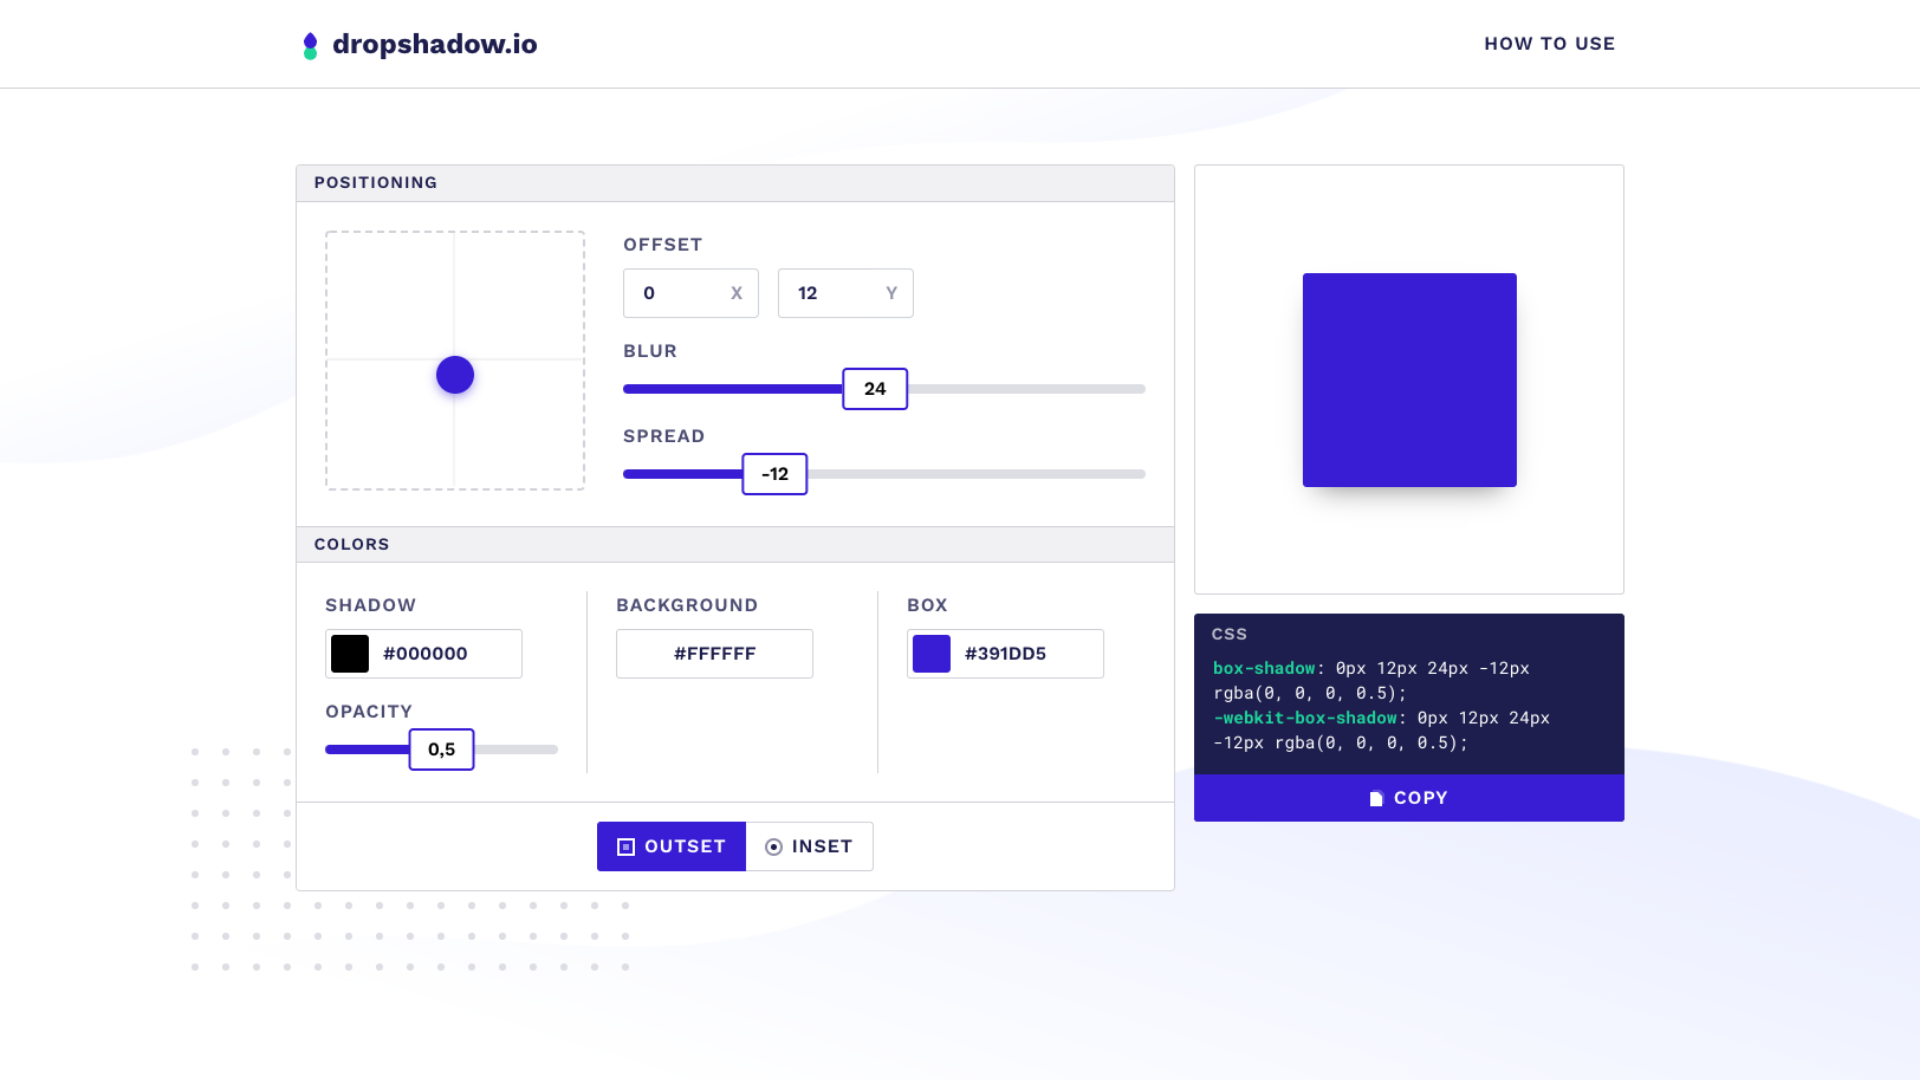 dropshadow.io
HOW TO USE
POSITIONING
OFFSET
0 X 12 Y
BLUR
24
SPREAD
-12
COLORS
SHADOW BACKGROUND BOX
#000000 #FFFFFF #391DD5
OPACITY
0,5
OUTSET INSET
CSS
box-shadow: 0px 12px 24px -12px
rgba(0, 0, 0, 0.5);
-webkit-box-shadow: 0px 12px 24px
-12px rgba(0, 0, 0, 0.5);
COPY